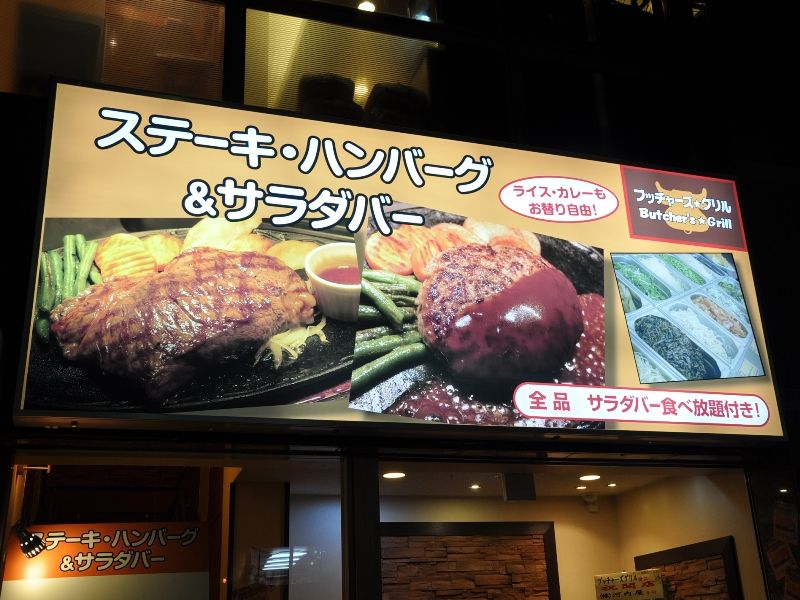 ステーキ・ハンバーグ
&サラダバー
ライス・カレーも
お替り自由!
ブッチャーズ★グリル
Butcher's★Grill
全品 サラダバー食べ放題付き!
ステーキ・ハンバーグ
&サラダバー